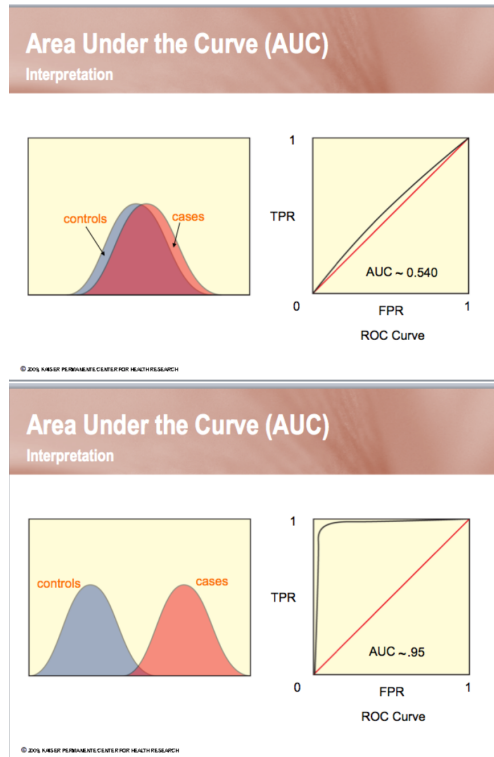 Area Under the Curve (AUC)
Interpretation
controls
cases
1
TPR
AUC ~ 0.540
0
FPR
1
ROC Curve
© 2009, KAISER PERMANENTE CENTER FOR HEALTH RESEARCH
Area Under the Curve (AUC)
Interpretation
controls
cases
1
TPR
AUC ~.95
0
FPR
1
ROC Curve
© 2009, KAISER PERMANENTE CENTER FOR HEALTH RESEARCH